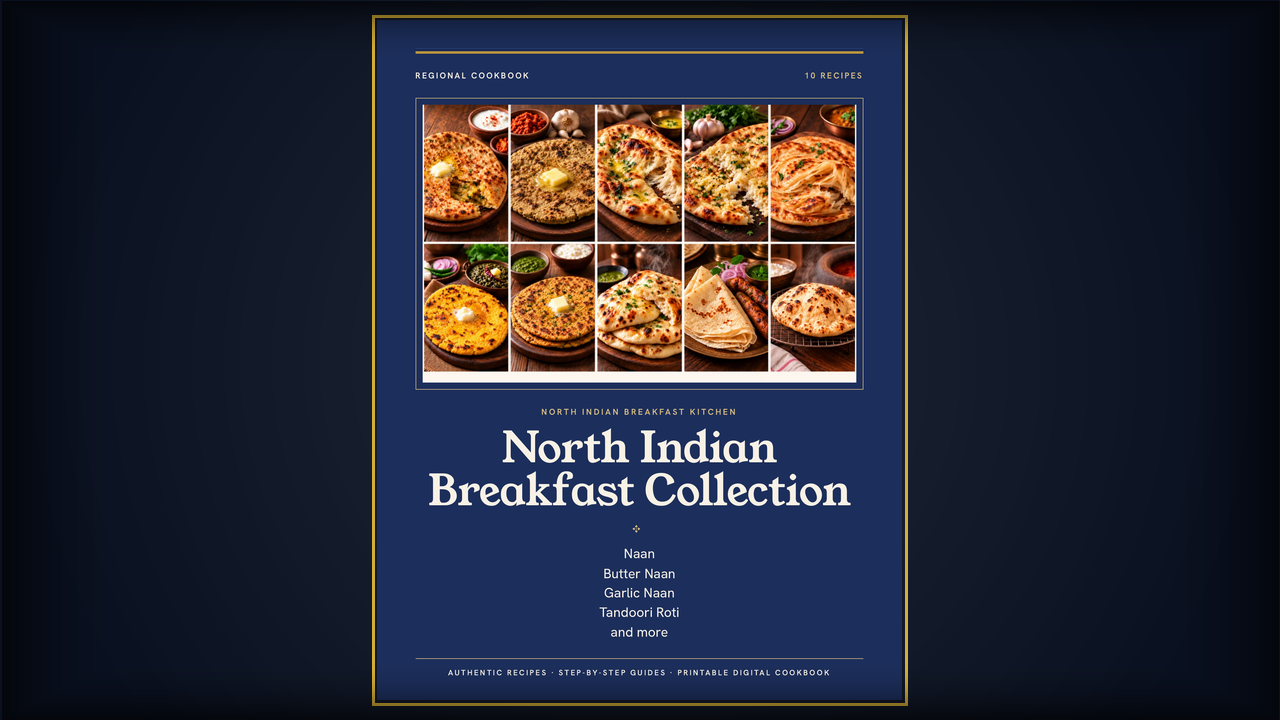 REGIONAL COOKBOOK
10 RECIPES
NORTH INDIAN BREAKFAST KITCHEN
North Indian
Breakfast Collection
Naan
Butter Naan
Garlic Naan
Tandoori Roti
and more
AUTHENTIC RECIPES · STEP-BY-STEP GUIDES · PRINTABLE DIGITAL COOKBOOK